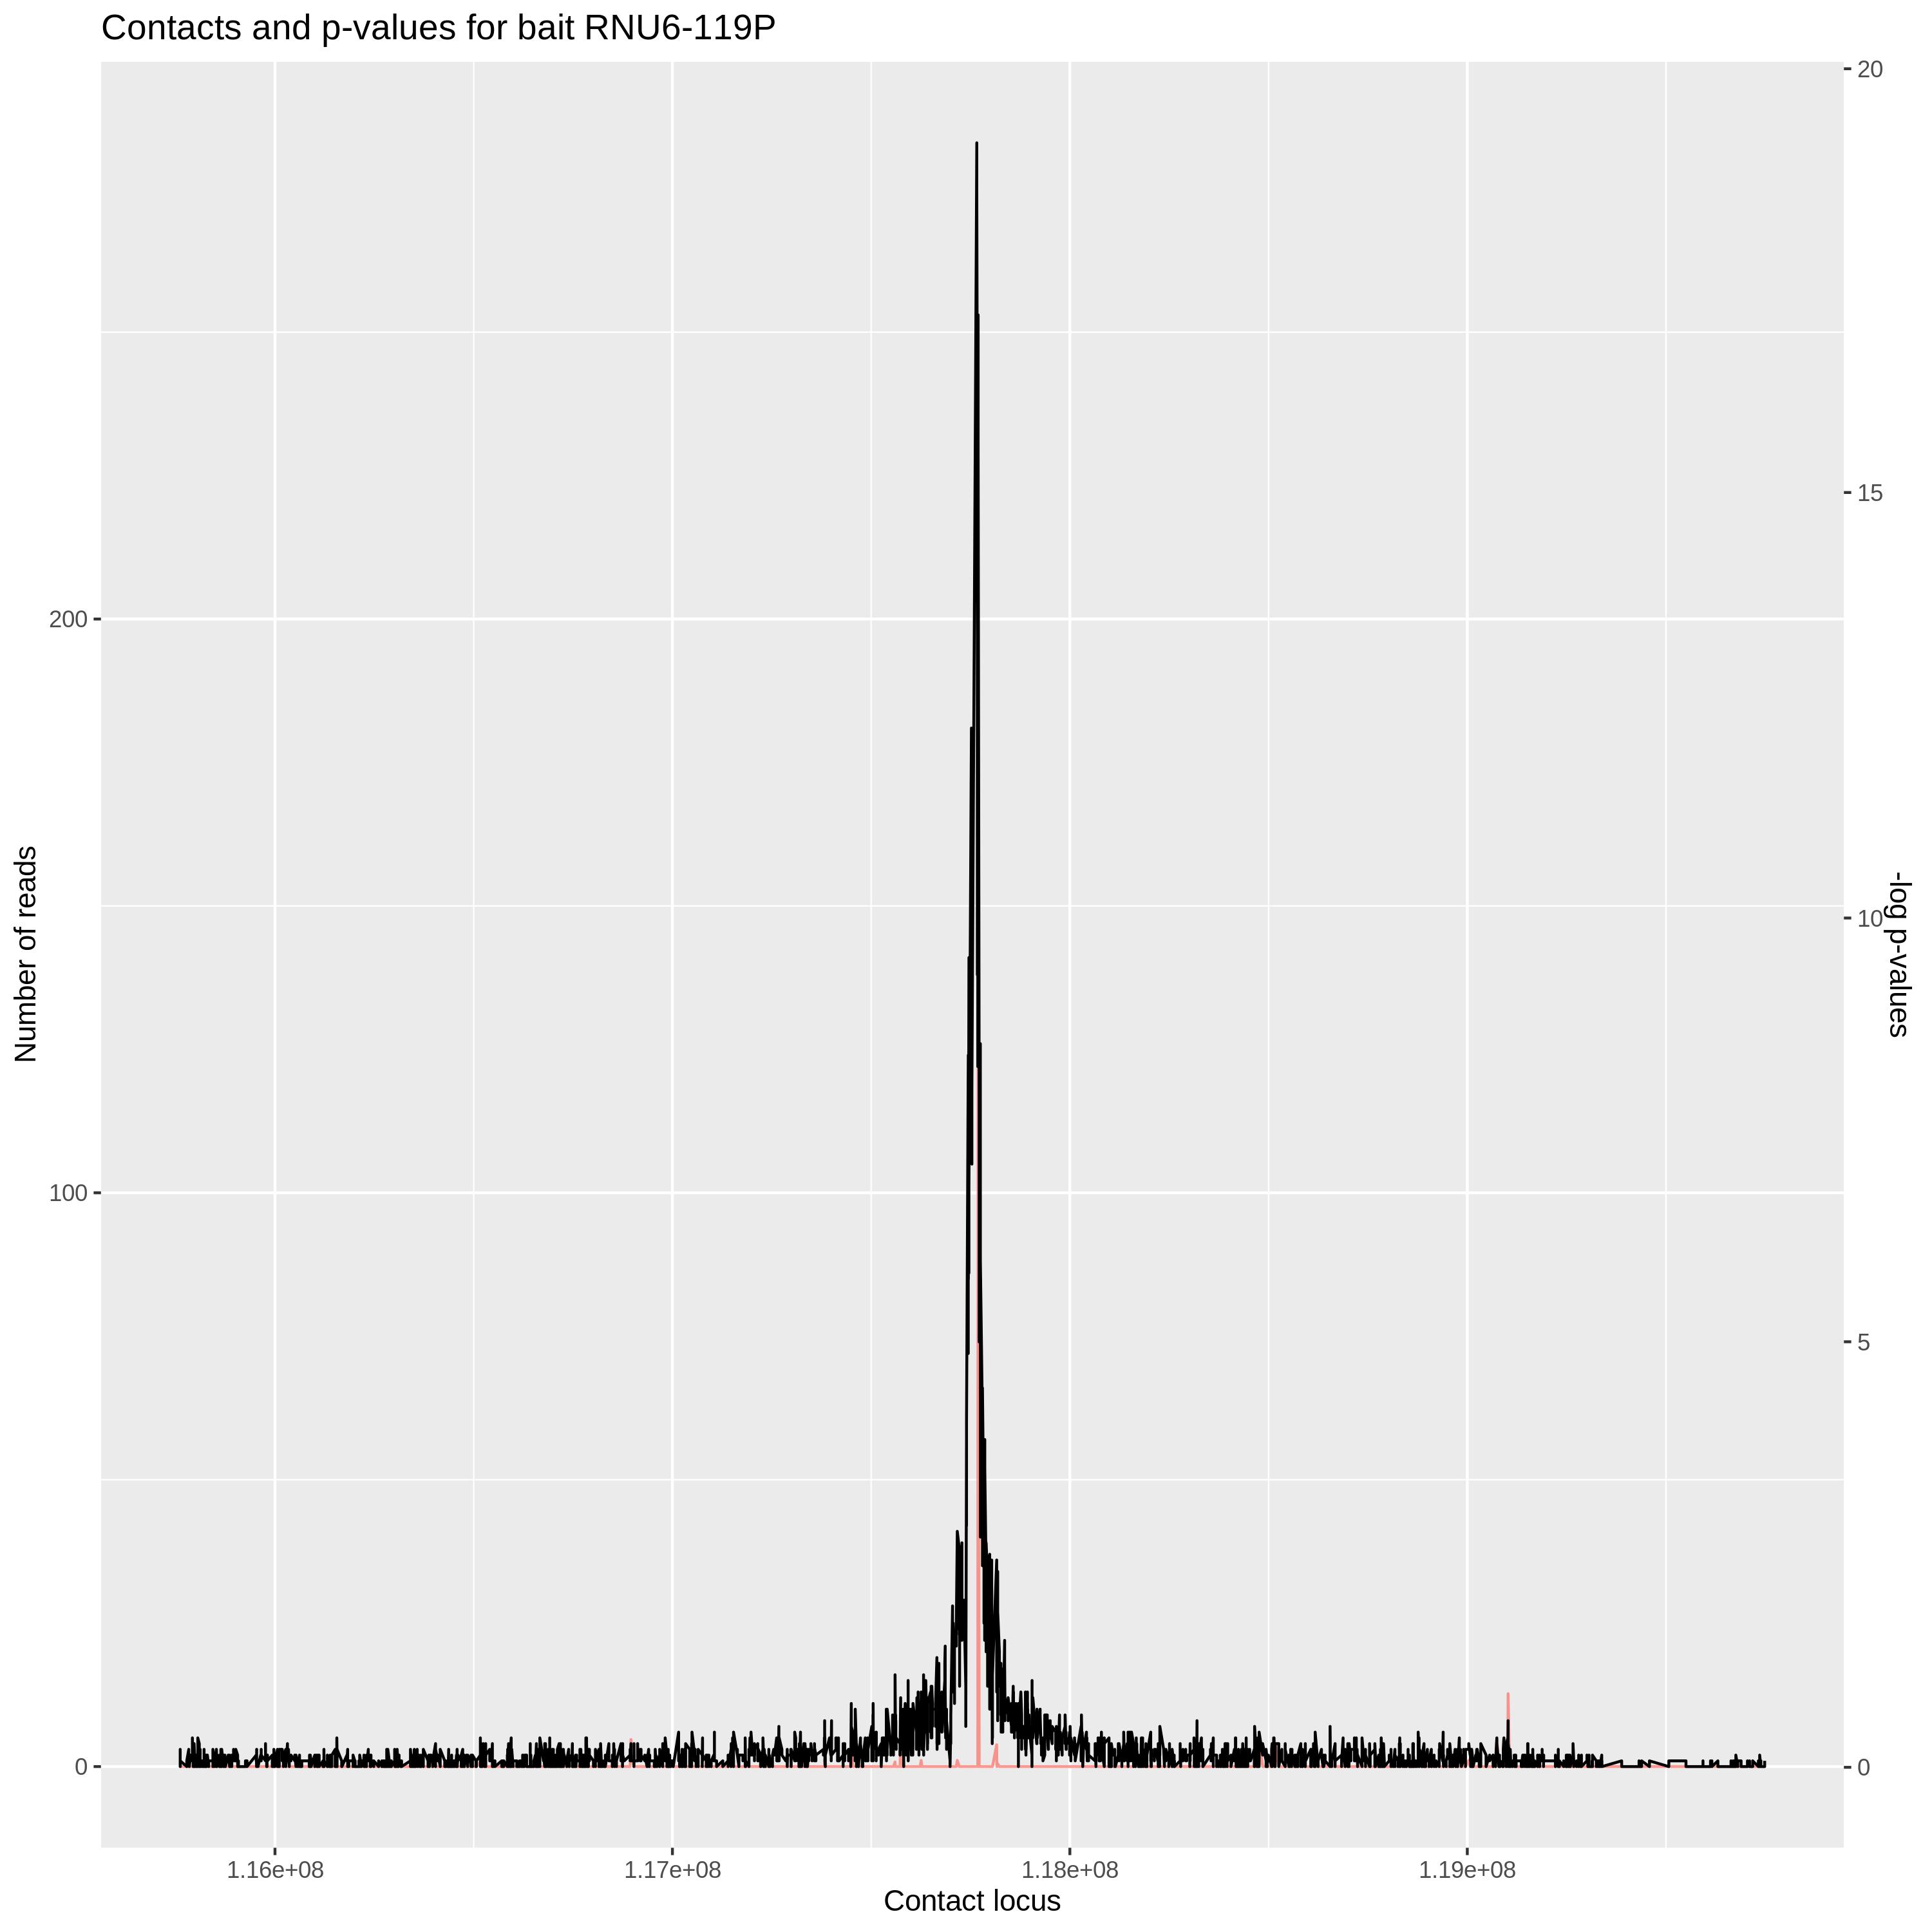 Contacts and p-values for bait RNU6-119P
20
15
10
5
0
200
100
0
Number of reads
-log p-values
1.16e+08 1.17e+08 1.18e+08 1.19e+08
Contact locus